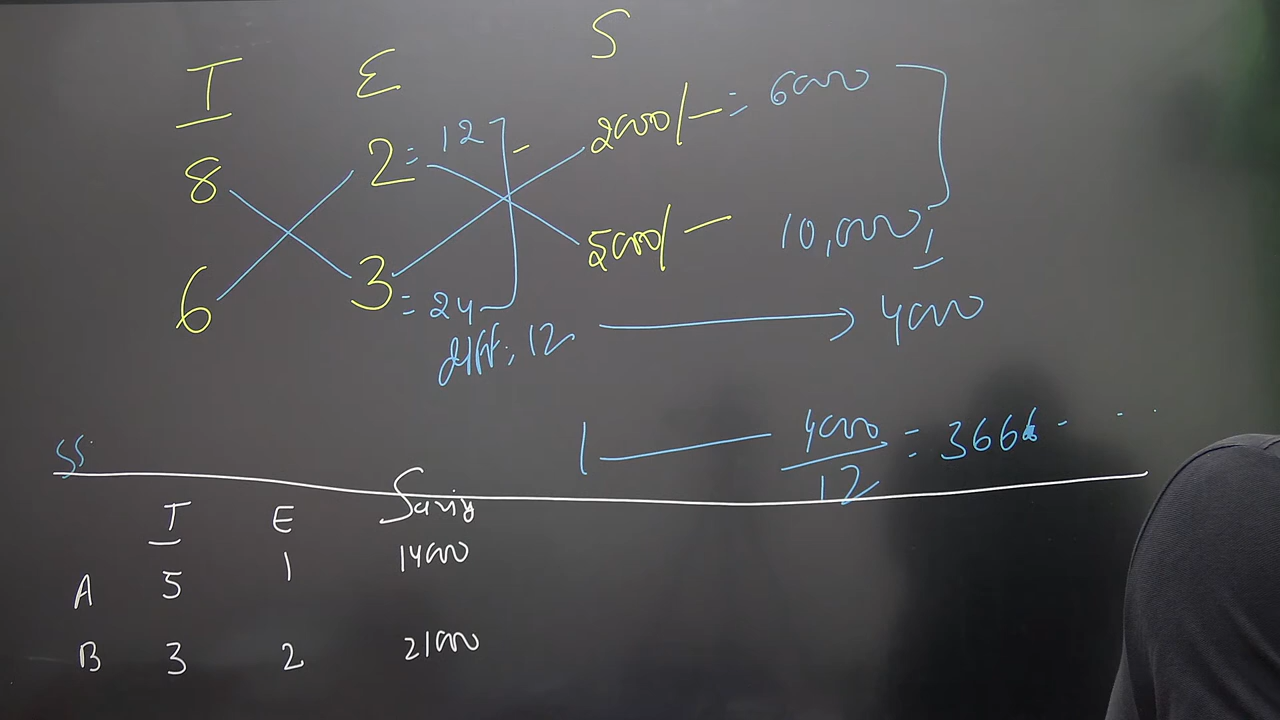 I E S
8 2 = 12 - 2000/- = 6000
6 3 = 24 5000/- 10,000/-
diff: 12 → 4000
1 — 4000/12 = 3666 - ...
SS
I E Saving
A 5 1 1400
B 3 2 2100